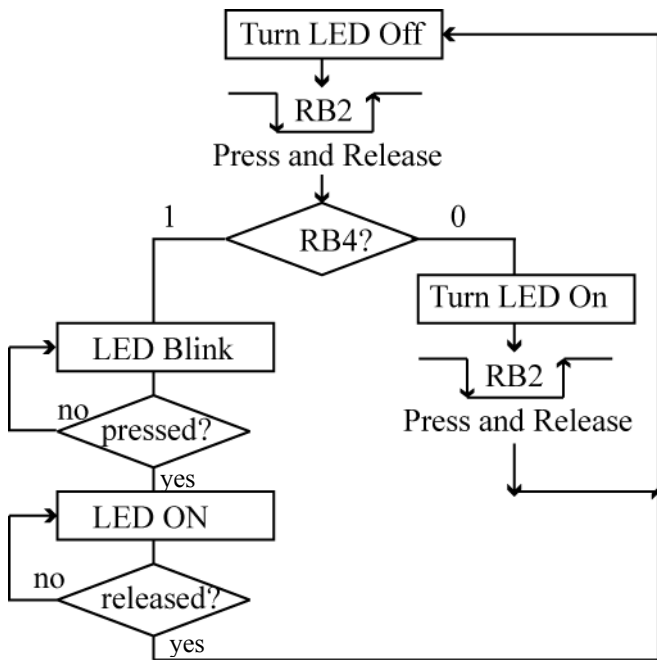 Turn LED Off
RB2
Press and Release
1
RB4?
0
Turn LED On
RB2
Press and Release
LED Blink
no
pressed?
yes
LED ON
no
released?
yes